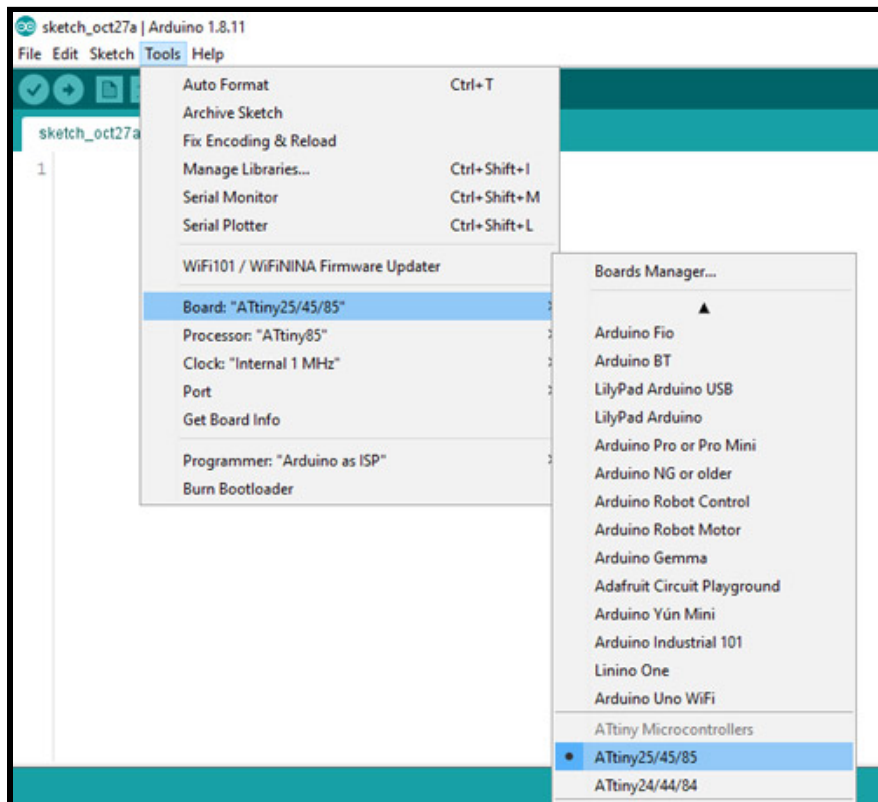 sketch_oct27a | Arduino 1.8.11
File Edit Sketch Tools Help
sketch_oct27a
1
Auto Format Ctrl+T
Archive Sketch
Fix Encoding & Reload
Manage Libraries... Ctrl+Shift+I
Serial Monitor Ctrl+Shift+M
Serial Plotter Ctrl+Shift+L
WiFi101 / WiFiNINA Firmware Updater
Board: "ATtiny25/45/85"
Processor: "ATtiny85"
Clock: "Internal 1 MHz"
Port
Get Board Info
Programmer: "Arduino as ISP"
Burn Bootloader
Boards Manager...
Arduino Fio
Arduino BT
LilyPad Arduino USB
LilyPad Arduino
Arduino Pro or Pro Mini
Arduino NG or older
Arduino Robot Control
Arduino Robot Motor
Arduino Gemma
Adafruit Circuit Playground
Arduino Yún Mini
Arduino Industrial 101
Linino One
Arduino Uno WiFi
ATtiny Microcontrollers
ATtiny25/45/85
ATtiny24/44/84